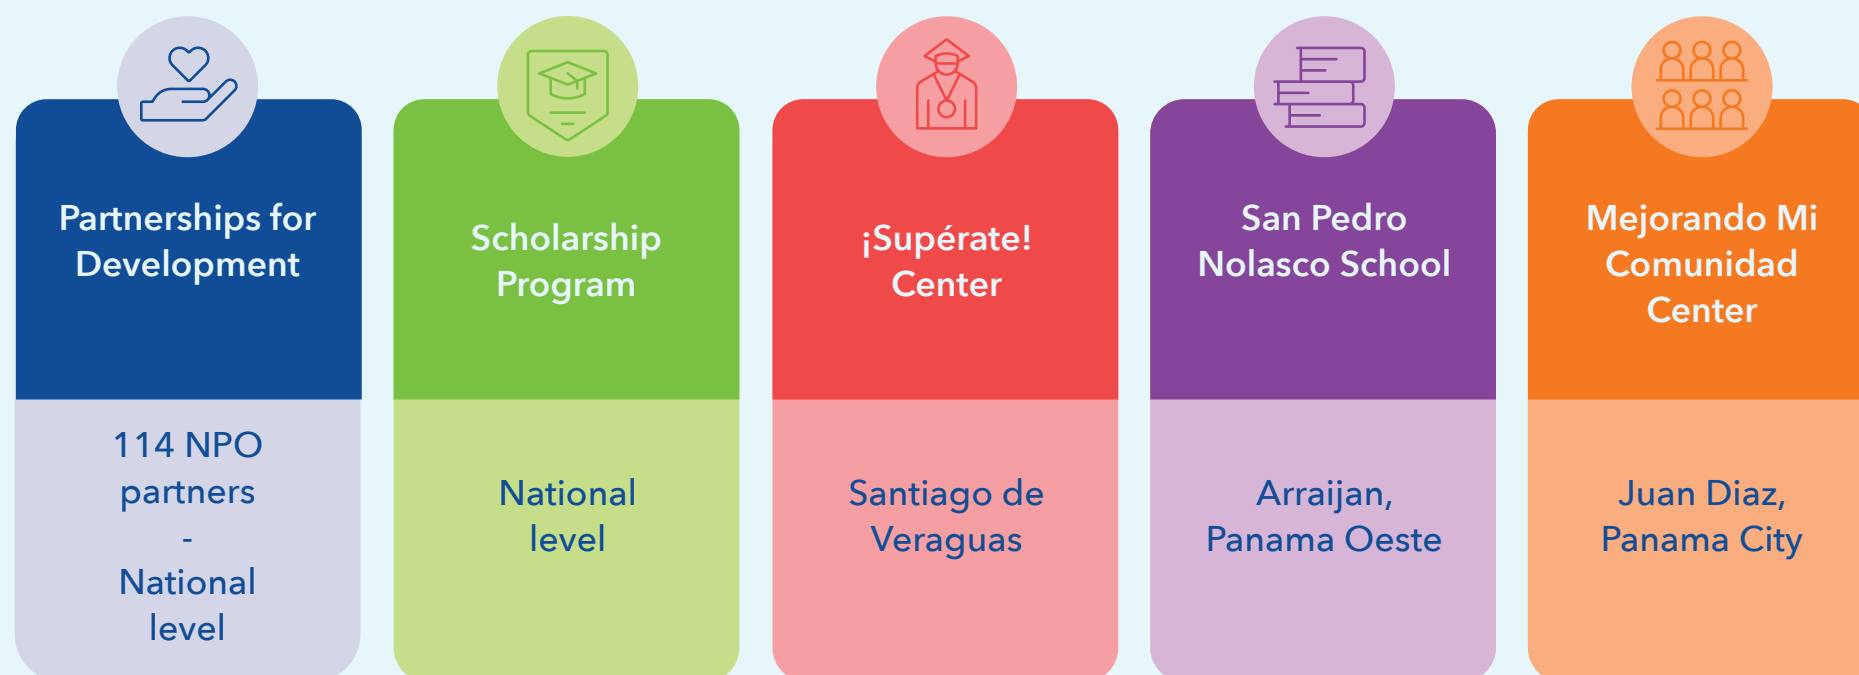 Partnerships for
Development
114 NPO
partners
-
National
level
Scholarship
Program
National
level
¡Supérate!
Center
Santiago de
Veraguas
San Pedro
Nolasco School
Arraijan,
Panama Oeste
Mejorando Mi
Comunidad
Center
Juan Diaz,
Panama City